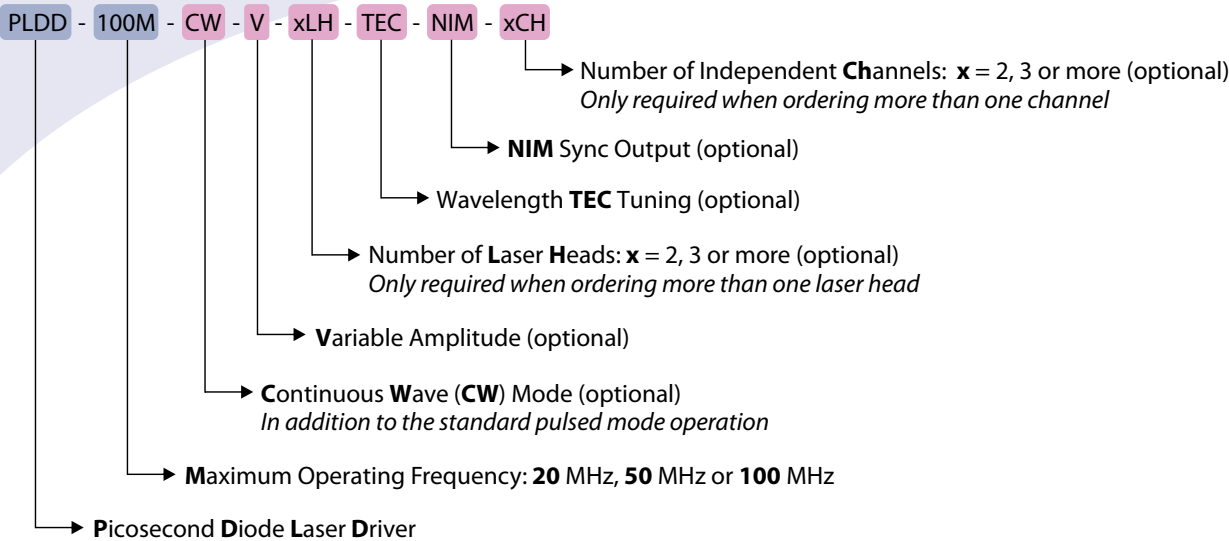 PLDD - 100M - CW - V - xLH - TEC - NIM - xCH
Number of Independent Channels: x = 2, 3 or more (optional)
Only required when ordering more than one channel
NIM Sync Output (optional)
Wavelength TEC Tuning (optional)
Number of Laser Heads: x = 2, 3 or more (optional)
Only required when ordering more than one laser head
Variable Amplitude (optional)
Continuous Wave (CW) Mode (optional)
In addition to the standard pulsed mode operation
Maximum Operating Frequency: 20 MHz, 50 MHz or 100 MHz
Picosecond Diode Laser Driver